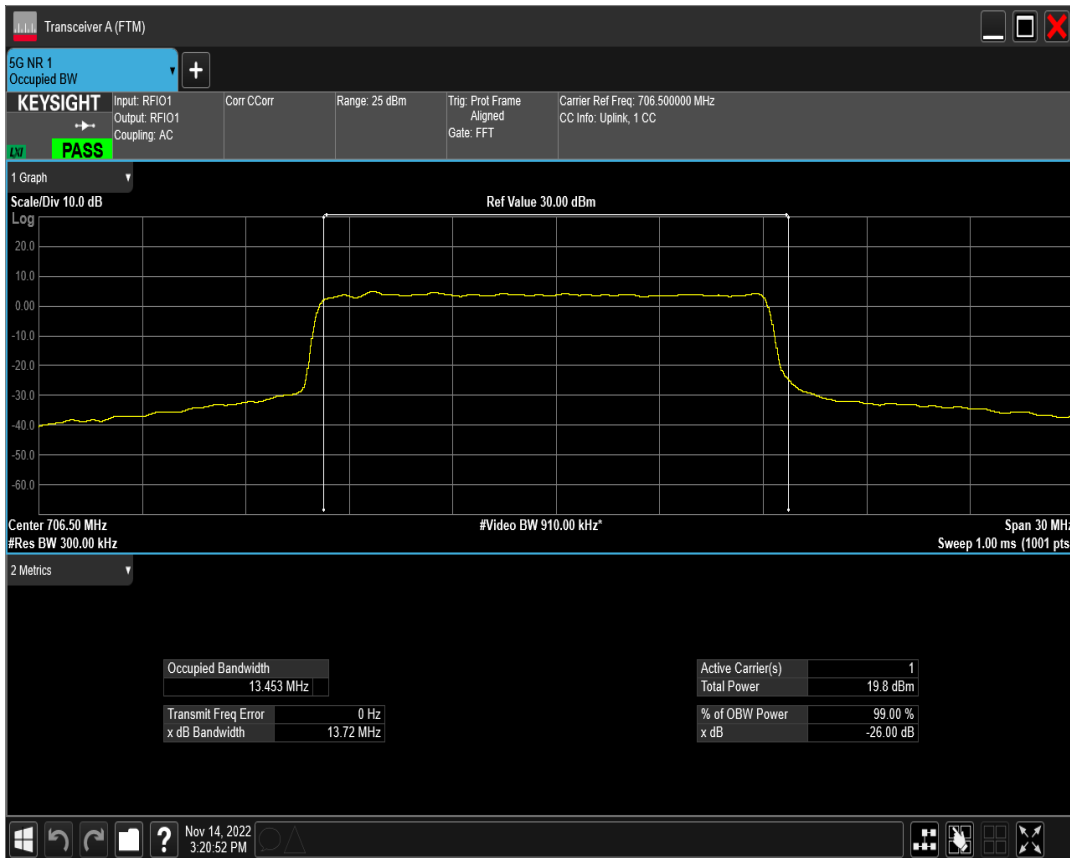 Transceiver A (FTM)
5G NR 1
Occupied BW
+
KEYSIGHT
LXI
PASS
Input: RFIO1
Output: RFIO1
Coupling: AC
Corr CCorr
Range: 25 dBm
Trig: Prot Frame
Aligned
Gate: FFT
Carrier Ref Freq: 706.500000 MHz
CC Info: Uplink, 1 CC
1 Graph
Scale/Div 10.0 dB
Ref Value 30.00 dBm
Log
20.0
10.0
0.00
-10.0
-20.0
-30.0
-40.0
-50.0
-60.0
Center 706.50 MHz
#Video BW 910.00 kHz*
Span 30 MHz
#Res BW 300.00 kHz
Sweep 1.00 ms (1001 pts
2 Metrics
Occupied Bandwidth
13.453 MHz
Transmit Freq Error 0 Hz
x dB Bandwidth 13.72 MHz
Active Carrier(s) 1
Total Power 19.8 dBm
% of OBW Power 99.00 %
x dB -26.00 dB
?
Nov 14, 2022
3:20:52 PM